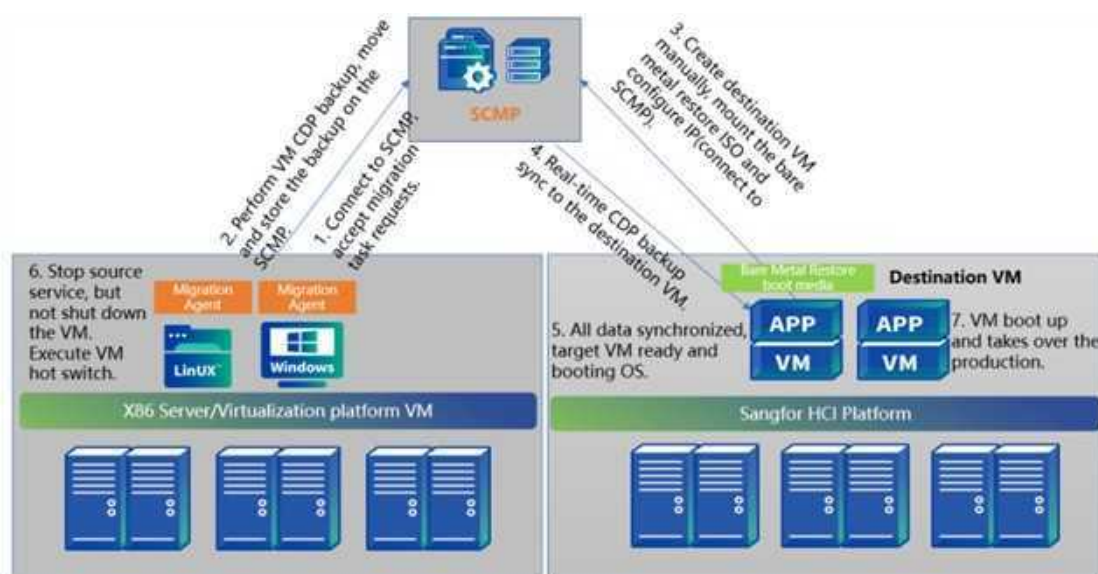 SCMP
2. Perform VM CDP backup, move
and store the backup on the
SCMP.
1. Connect to SCMP,
accept migration
task requests.
3. Create destination VM
manually, mount the bare
metal restore ISO and
configure IP(connect to
SCMP).
4. Real-time CDP backup
sync to the destination VM.
6. Stop source
service, but
not shut down
the VM.
Execute VM
hot switch.
Migration
Agent
Migration
Agent
LinUX
Windows
X86 Server/Virtualization platform VM
Bare Metal Restore
boot media
Destination VM
5. All data synchronized,
target VM ready and
booting OS.
APP
VM
APP
VM
7. VM boot up
and takes over the
production.
Sangfor HCI Platform